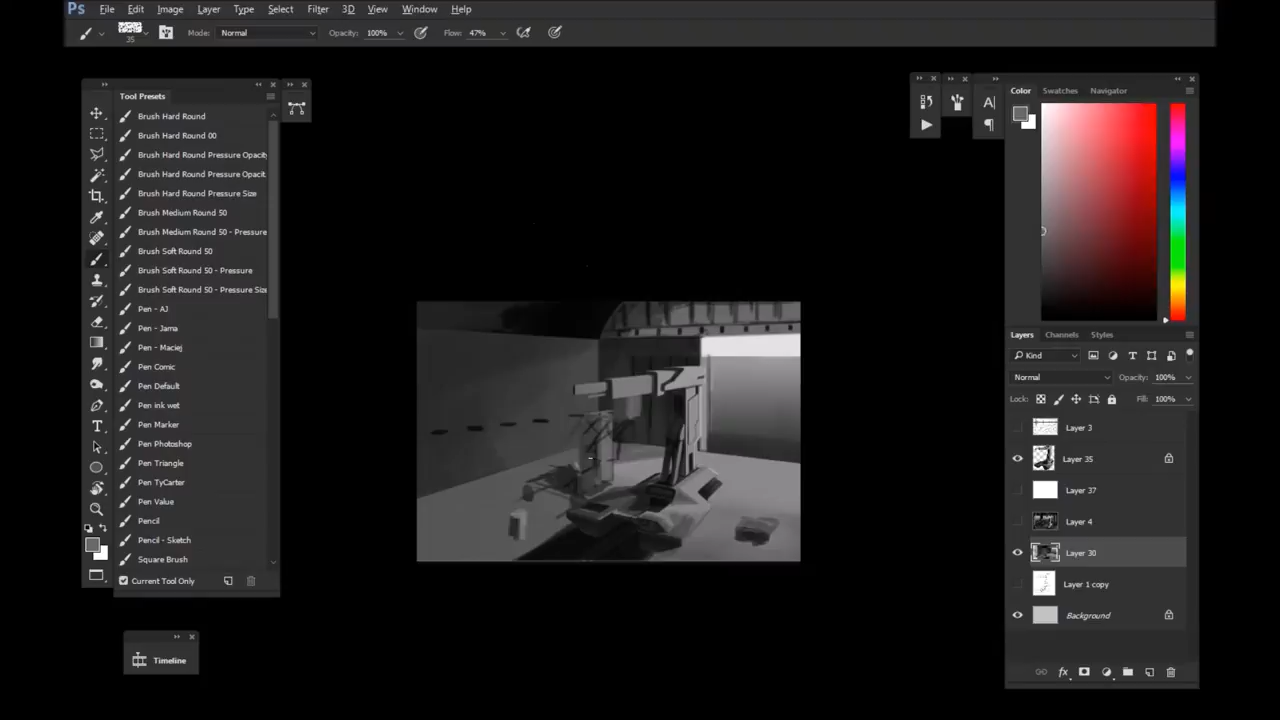 Ps File Edit Image Layer Type Select Filter 3D View Window Help
35 Mode: Normal Opacity: 100% Flow: 47%
Tool Presets
Brush Hard Round
Brush Hard Round 00
Brush Hard Round Pressure Opacity
Brush Hard Round Pressure Opacit
Brush Hard Round Pressure Size
Brush Medium Round 50
Brush Medium Round 50 - Pressure
Brush Soft Round 50
Brush Soft Round 50 - Pressure
Brush Soft Round 50 - Pressure Size
Pen - AJ
Pen - Jama
Pen - Maciej
Pen Comic
Pen Default
Pen ink wet
Pen Marker
Pen Photoshop
Pen Triangle
Pen TyCarter
Pen Value
Pencil
Pencil - Sketch
Square Brush
Current Tool Only
Timeline
Color Swatches Navigator
Layers Channels Styles
Kind
Normal Opacity: 100%
Lock: Fill: 100%
Layer 3
Layer 35
Layer 37
Layer 4
Layer 30
Layer 1 copy
Background
fx